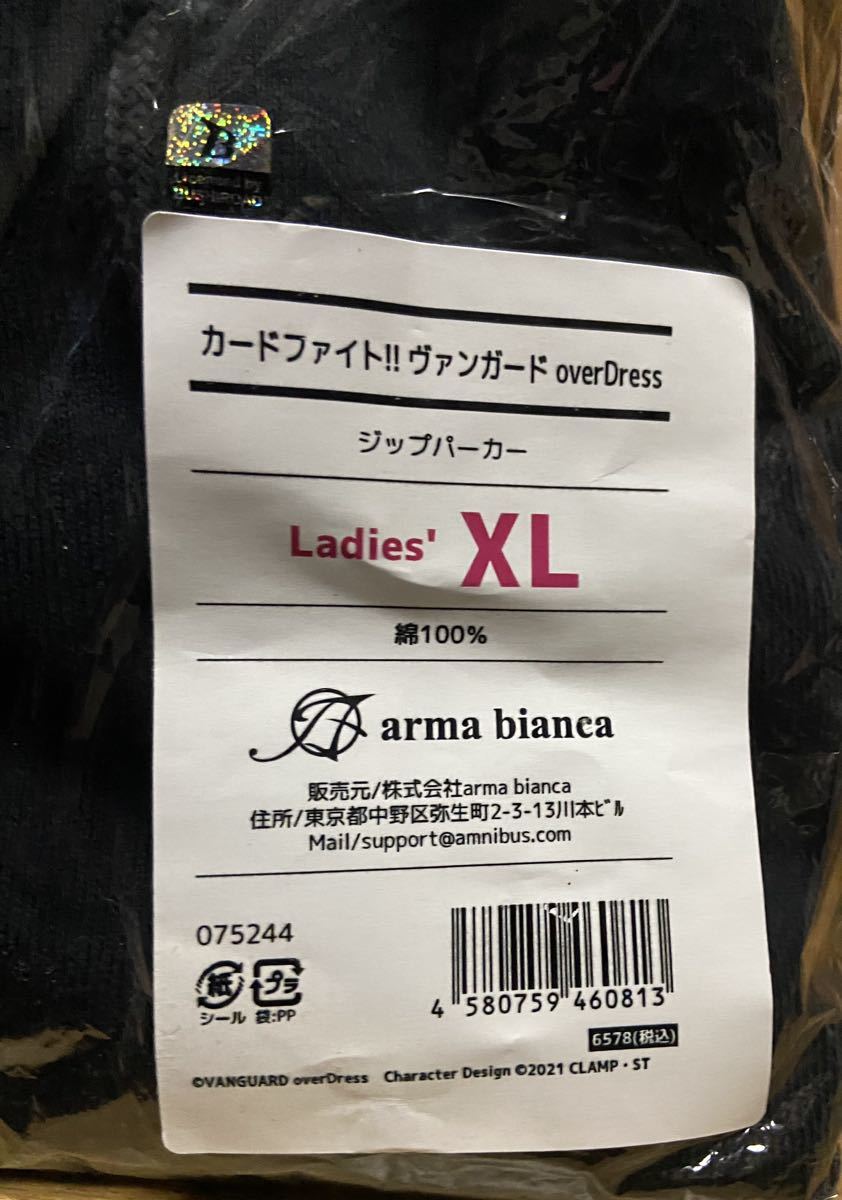 B
Licensed by
BUSHIROAD
カードファイト!! ヴァンガード overDress
ジップパーカー
Ladies' XL
綿100%
arma bianca
販売元/株式会社arma bianca
住所/東京都中野区弥生町2-3-13川本ﾋﾞﾙ
Mail/support@amnibus.com
075244
紙 プラ
シール 袋:PP
4 580759 460813
6578(税込)
©VANGUARD overDress Character Design ©2021 CLAMP・ST